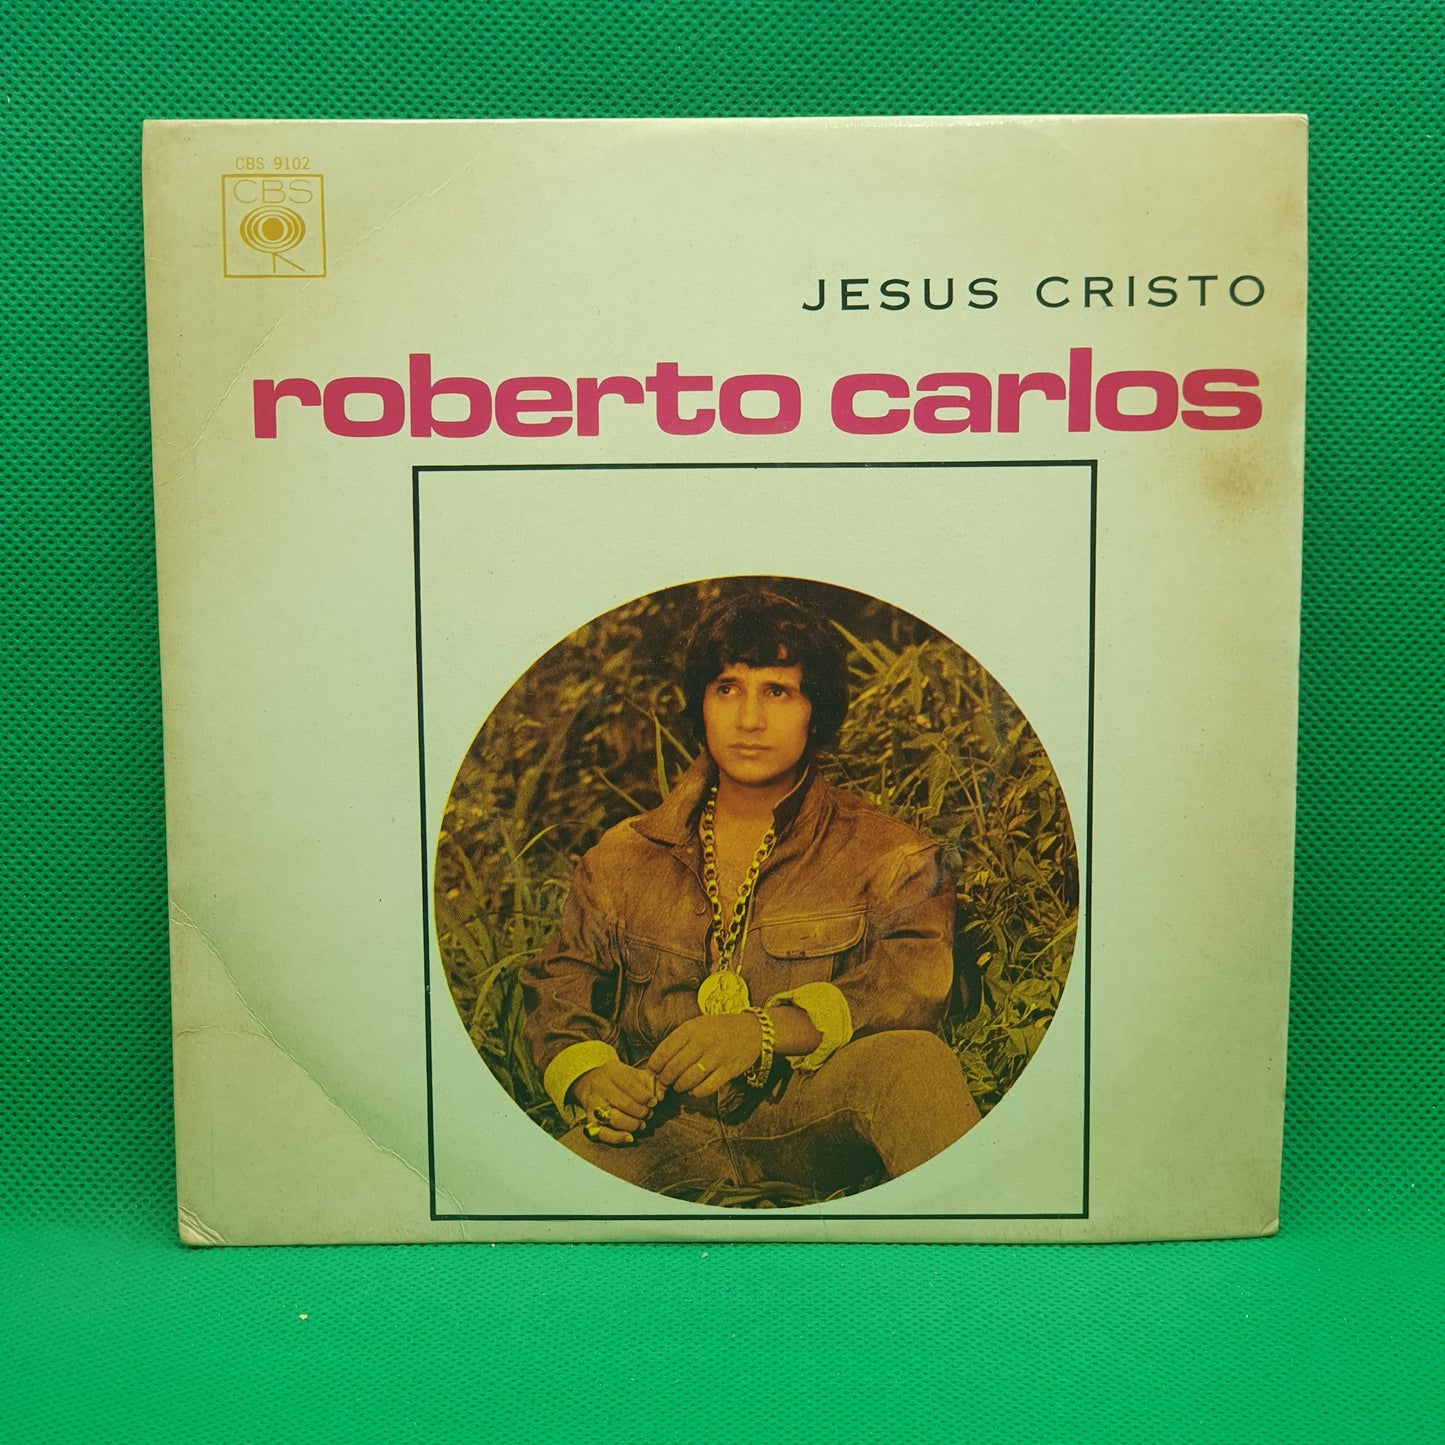 CBS 9102
CBS
JESUS CRISTO
roberto carlos